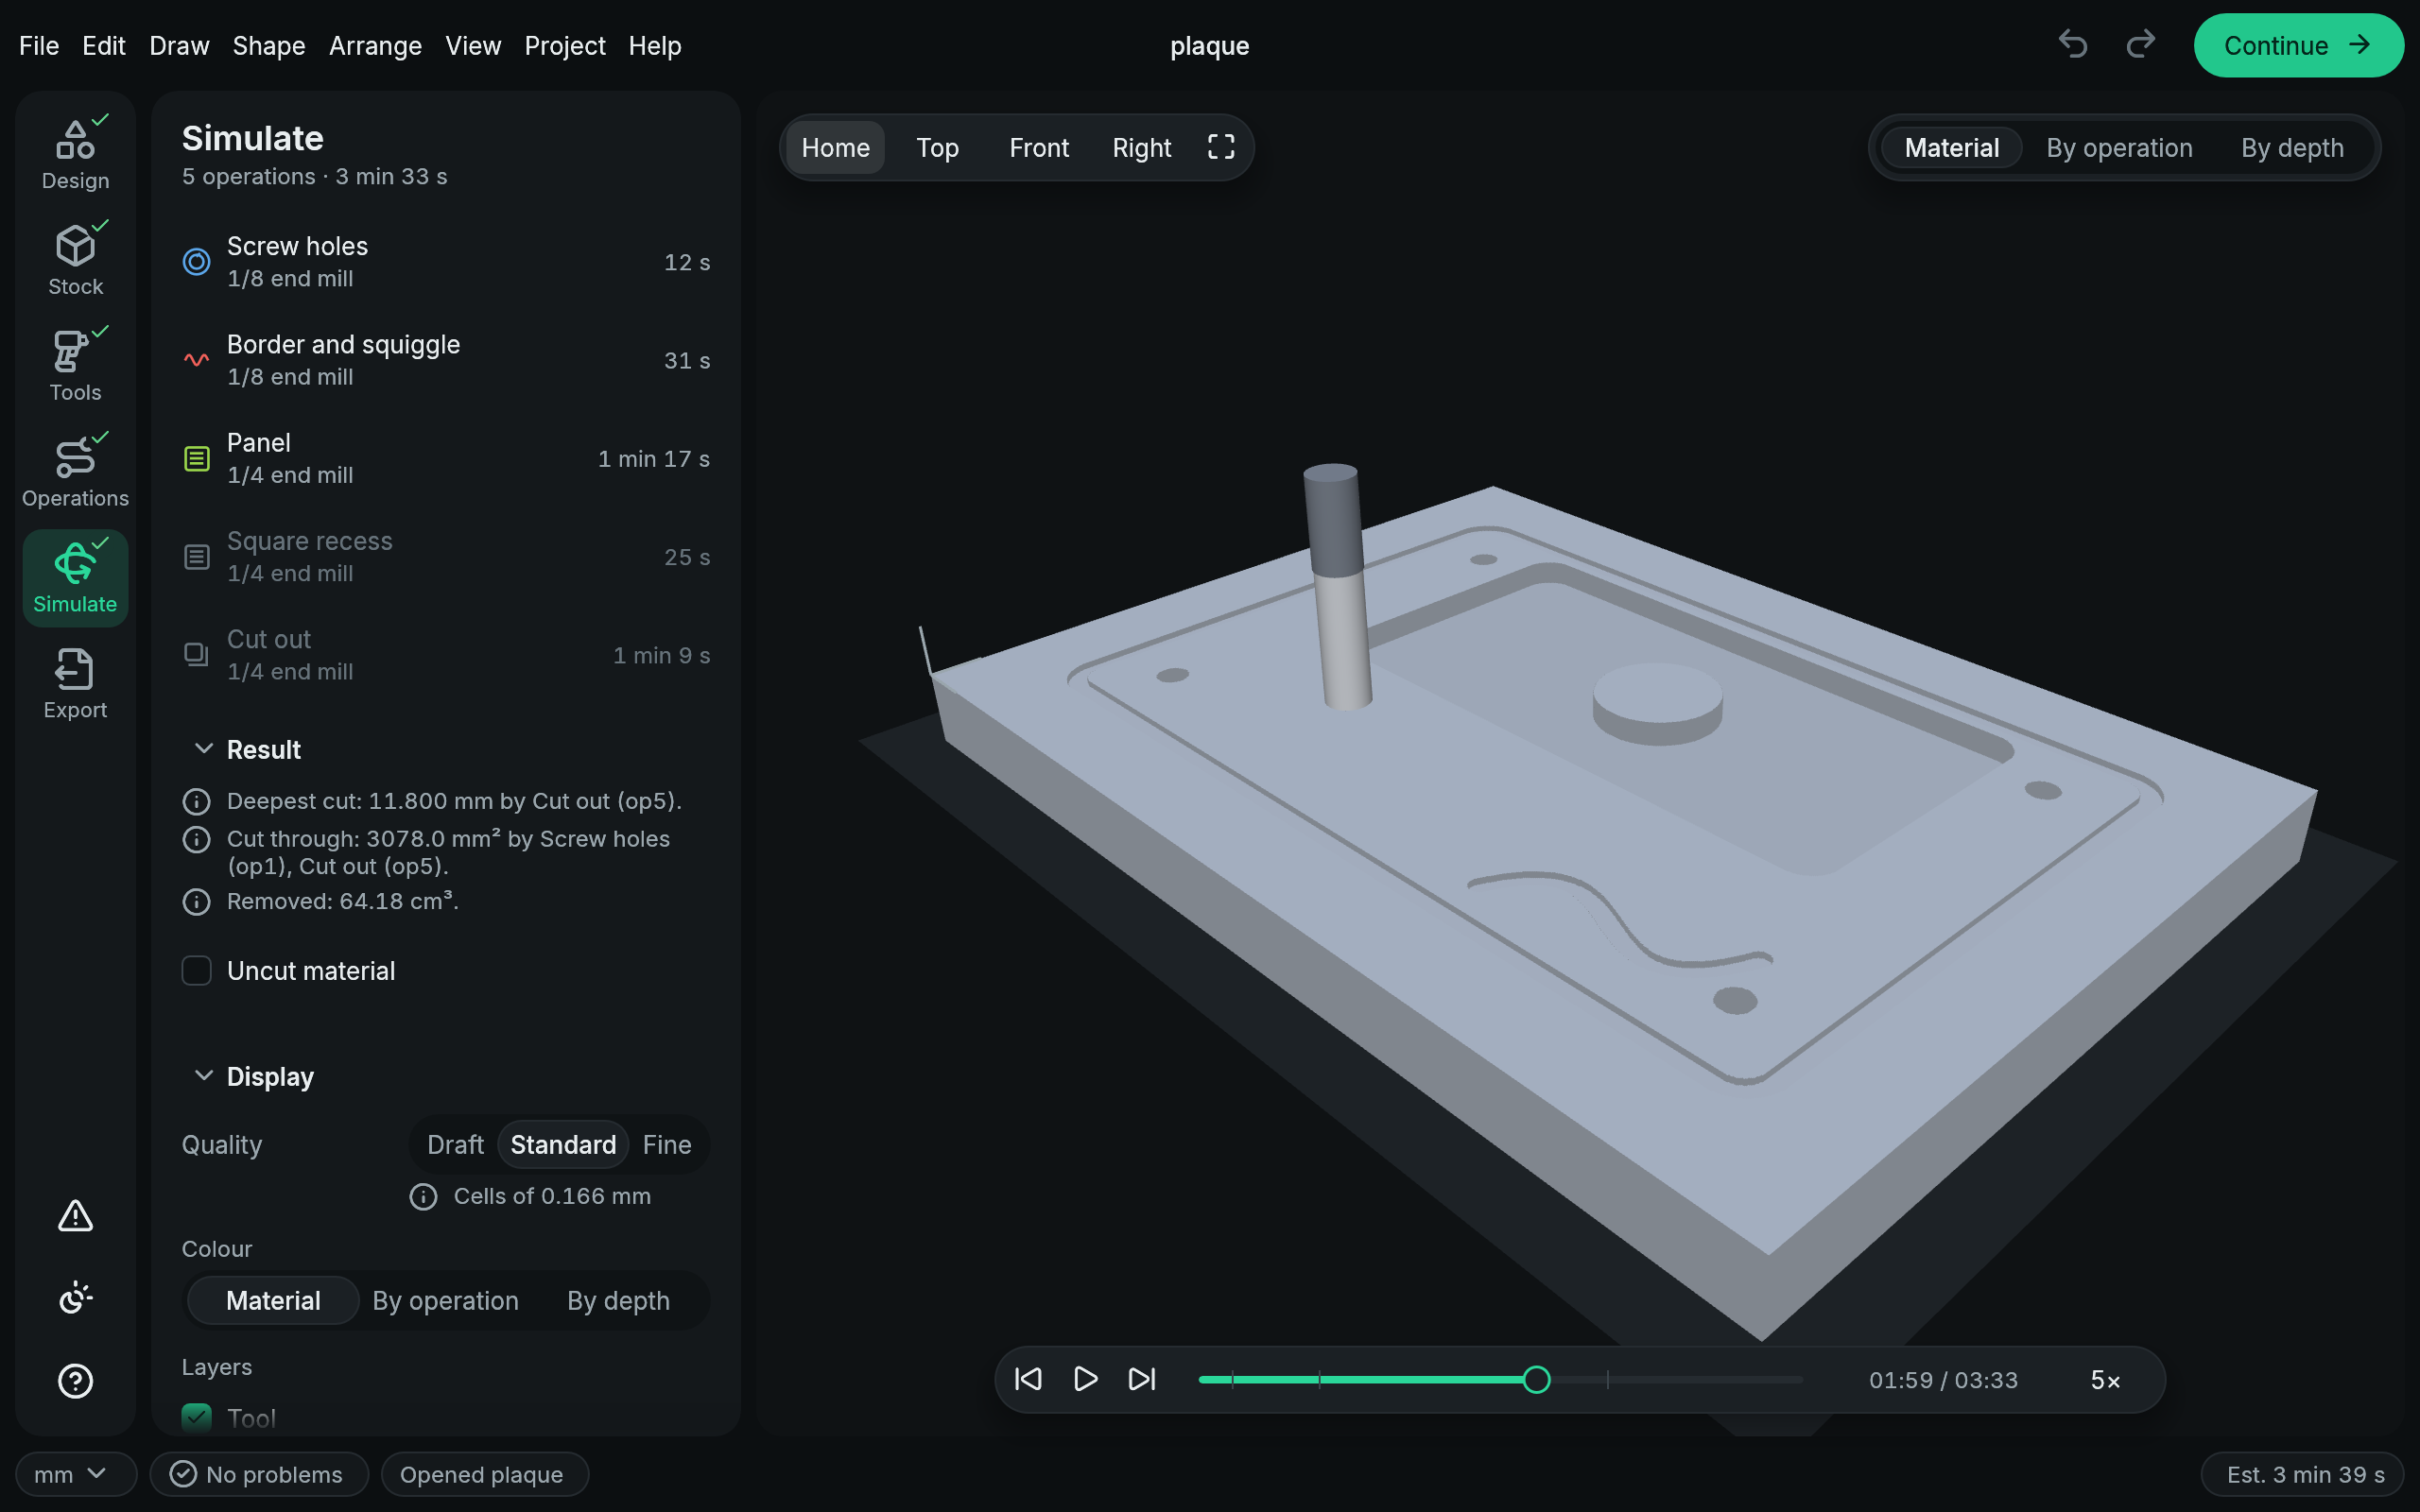 File Edit Draw Shape Arrange View Project Help
plaque
Continue
Design
Stock
Tools
Operations
Simulate
Export
Simulate
5 operations · 3 min 33 s
Screw holes
1/8 end mill
12 s
Border and squiggle
1/8 end mill
31 s
Panel
1/4 end mill
1 min 17 s
Square recess
1/4 end mill
25 s
Cut out
1/4 end mill
1 min 9 s
Result
Deepest cut: 11.800 mm by Cut out (op5).
Cut through: 3078.0 mm² by Screw holes
(op1), Cut out (op5).
Removed: 64.18 cm³.
Uncut material
Display
Quality
Draft Standard Fine
Cells of 0.166 mm
Colour
Material By operation By depth
Layers
Tool
Home Top Front Right
Material By operation By depth
01:59 / 03:33
5×
mm
No problems
Opened plaque
Est. 3 min 39 s